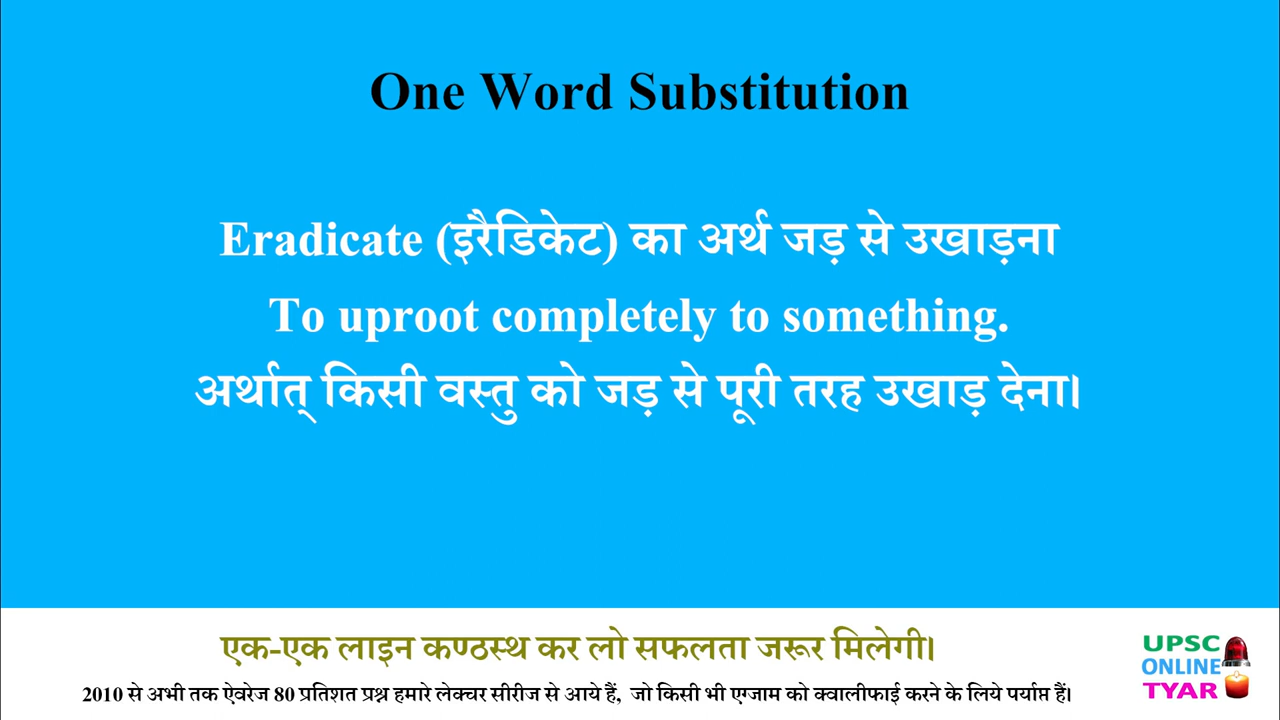 One Word Substitution
Eradicate (इरैडिकेट) का अर्थ जड़ से उखाड़ना
To uproot completely to something.
अर्थात् किसी वस्तु को जड़ से पूरी तरह उखाड़ देना।
एक-एक लाइन कण्ठस्थ कर लो सफलता जरूर मिलेगी।
2010 से अभी तक ऐवरेज 80 प्रतिशत प्रश्न हमारे लेक्चर सीरीज से आये हैं, जो किसी भी एग्जाम को क्वालीफाई करने के लिये पर्याप्त हैं।
UPSC
ONLINE
TYAR